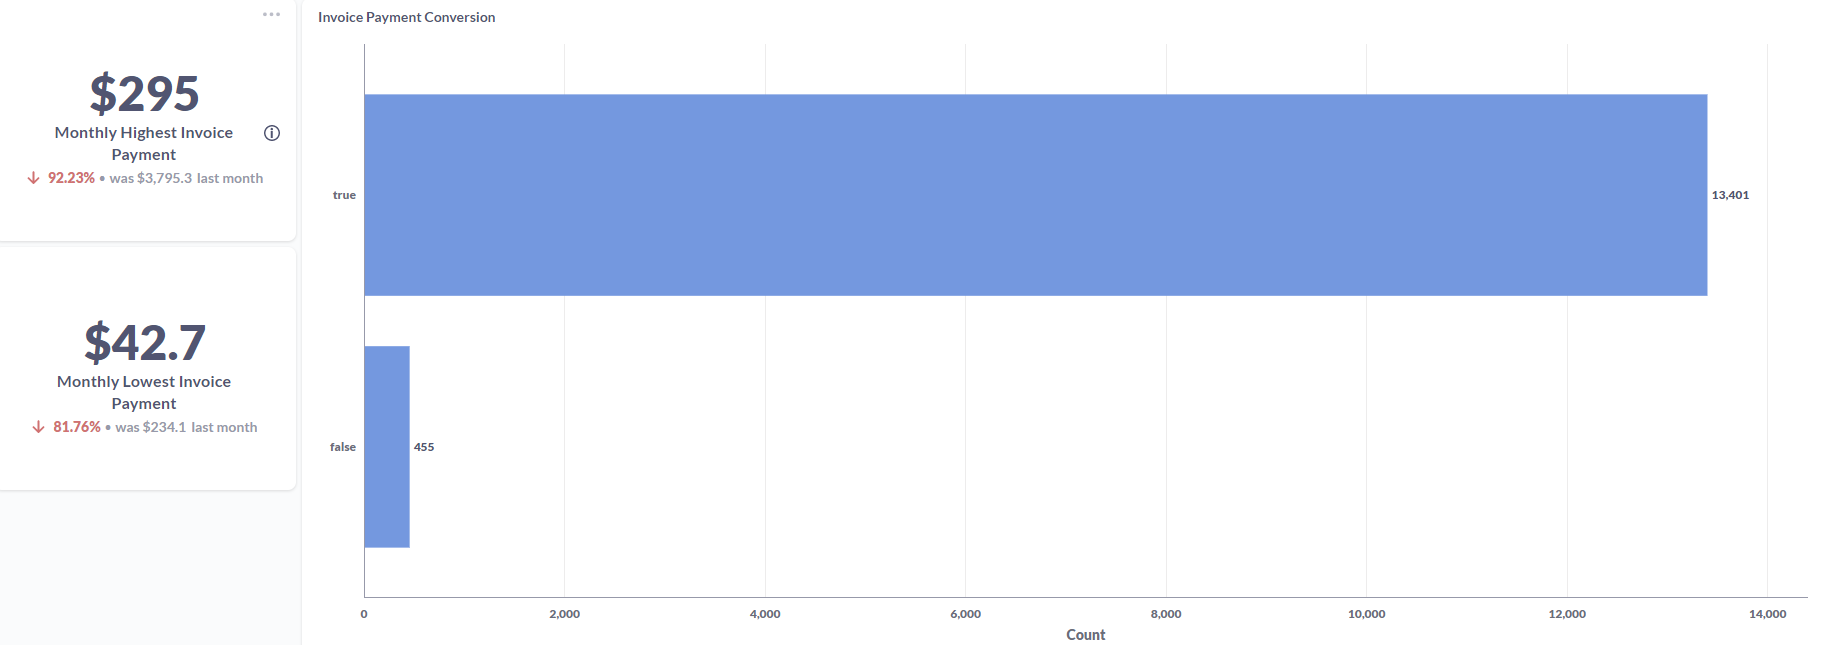 $295
Monthly Highest Invoice
Payment
92.23% • was $3,795.3 last month
$42.7
Monthly Lowest Invoice
Payment
81.76% • was $234.1 last month
Invoice Payment Conversion
true
13,401
false
455
0 2,000 4,000 6,000 8,000 10,000 12,000 14,000
Count